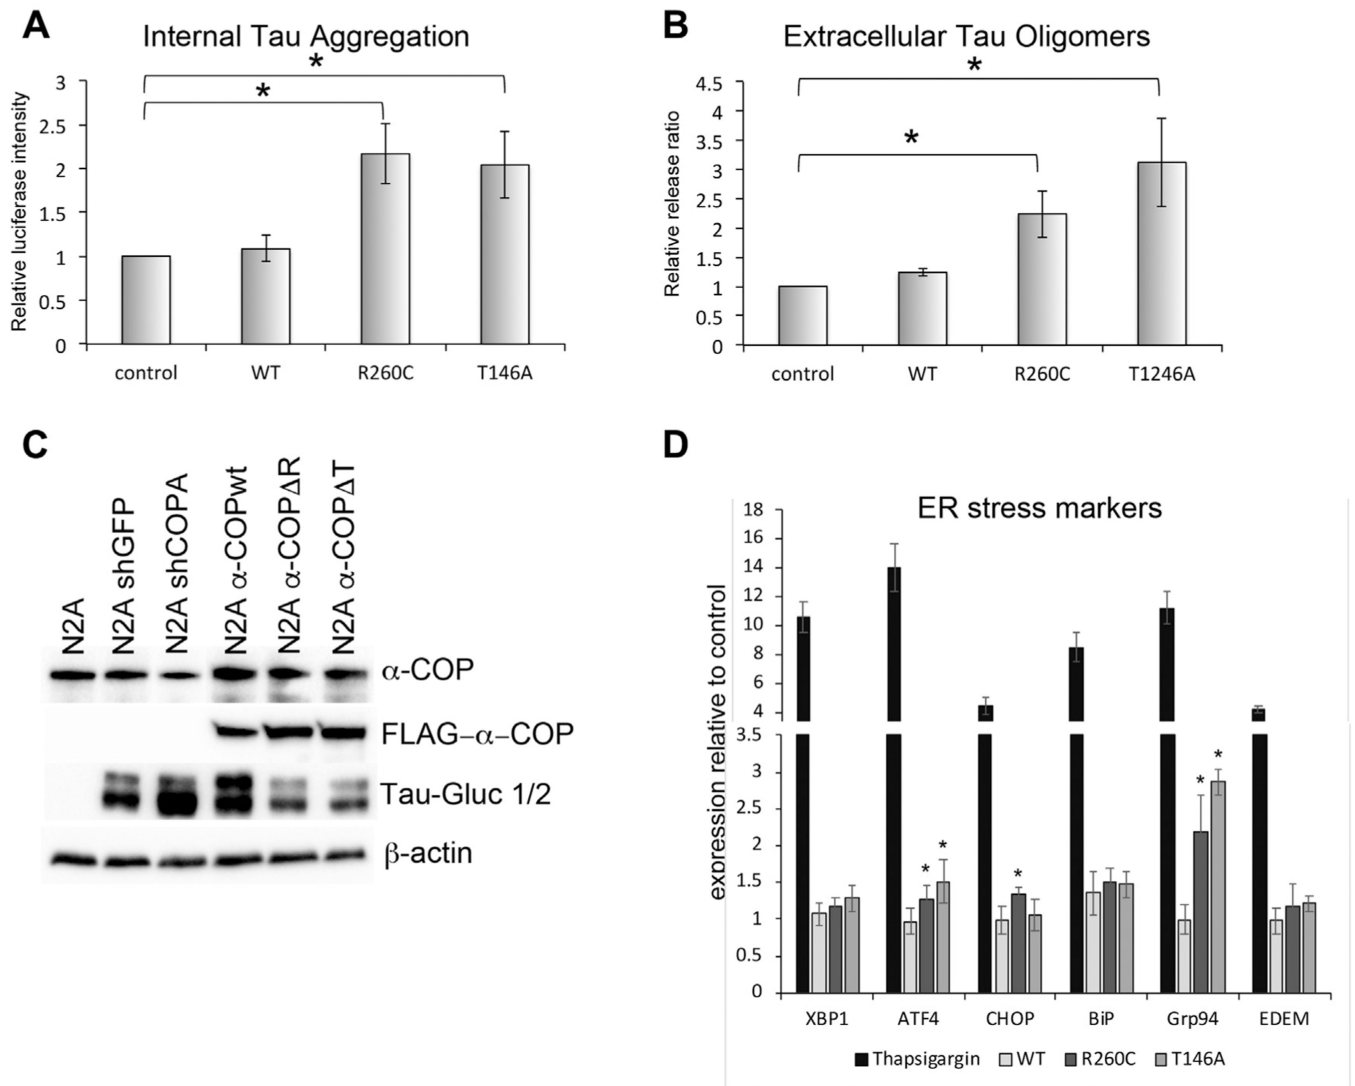 A
Internal Tau Aggregation
*
*
Relative luciferase intensity
3
2.5
2
1.5
1
0.5
0
control WT R260C T146A
B
Extracellular Tau Oligomers
*
*
Relative release ratio
4.5
4
3.5
3
2.5
2
1.5
1
0.5
0
control WT R260C T1246A
C
N2A
N2A shGFP
N2A shCOPA
N2A α-COPwt
N2A α-COPΔR
N2A α-COPΔT
α-COP
FLAG–α–COP
Tau-Gluc 1/2
β-actin
D
ER stress markers
expression relative to control
18
16
14
12
10
8
6
4
3.5
3
2.5
2
1.5
1
0.5
0
* * * * *
XBP1 ATF4 CHOP BiP Grp94 EDEM
Thapsigargin WT R260C T146A